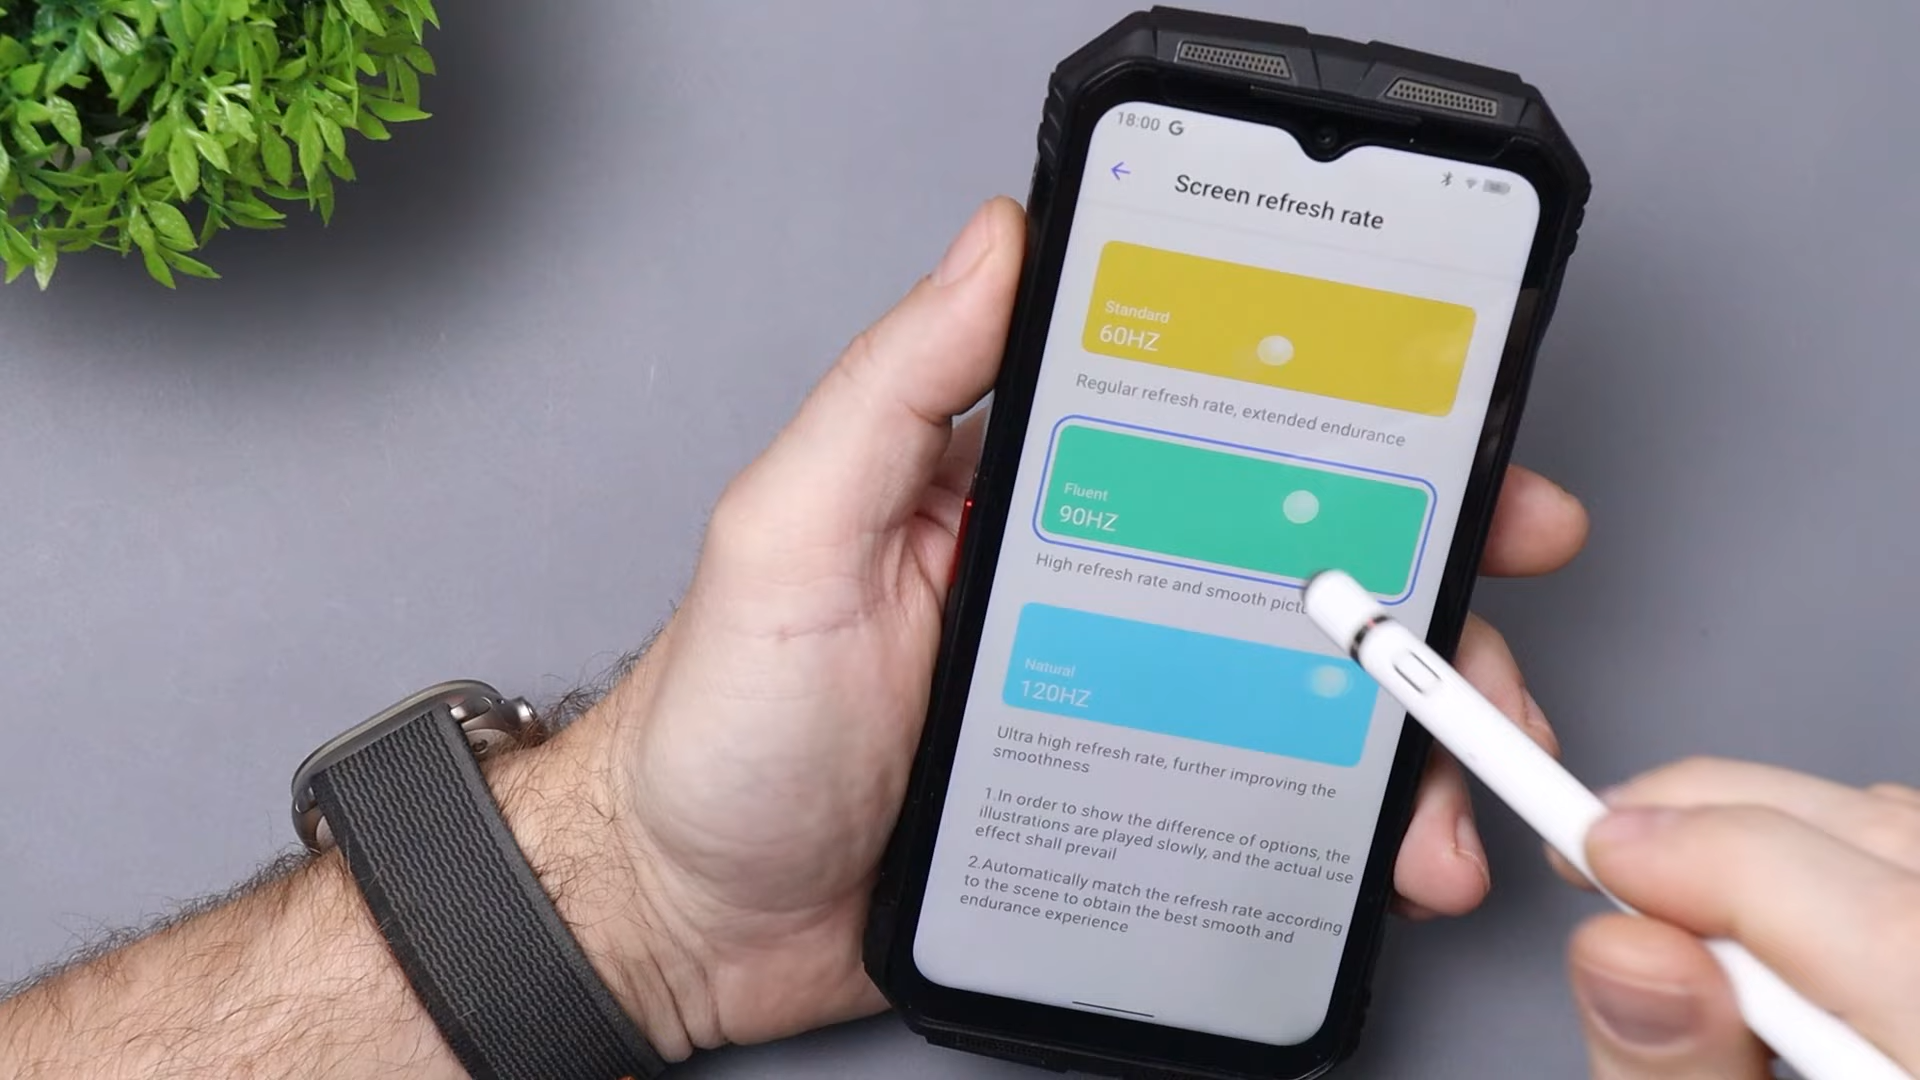 18:00 G
Screen refresh rate
Standard
60HZ
Regular refresh rate, extended endurance
Fluent
90HZ
High refresh rate and smooth
Natural
120HZ
Ultra high refresh rate, further improving the
smoothness
1.In order to show the difference of options, the
illustrations are played slowly, and the actual use
effect shall prevail
2.Automatically match the refresh rate according
to the scene to obtain the best smooth and
endurance experience